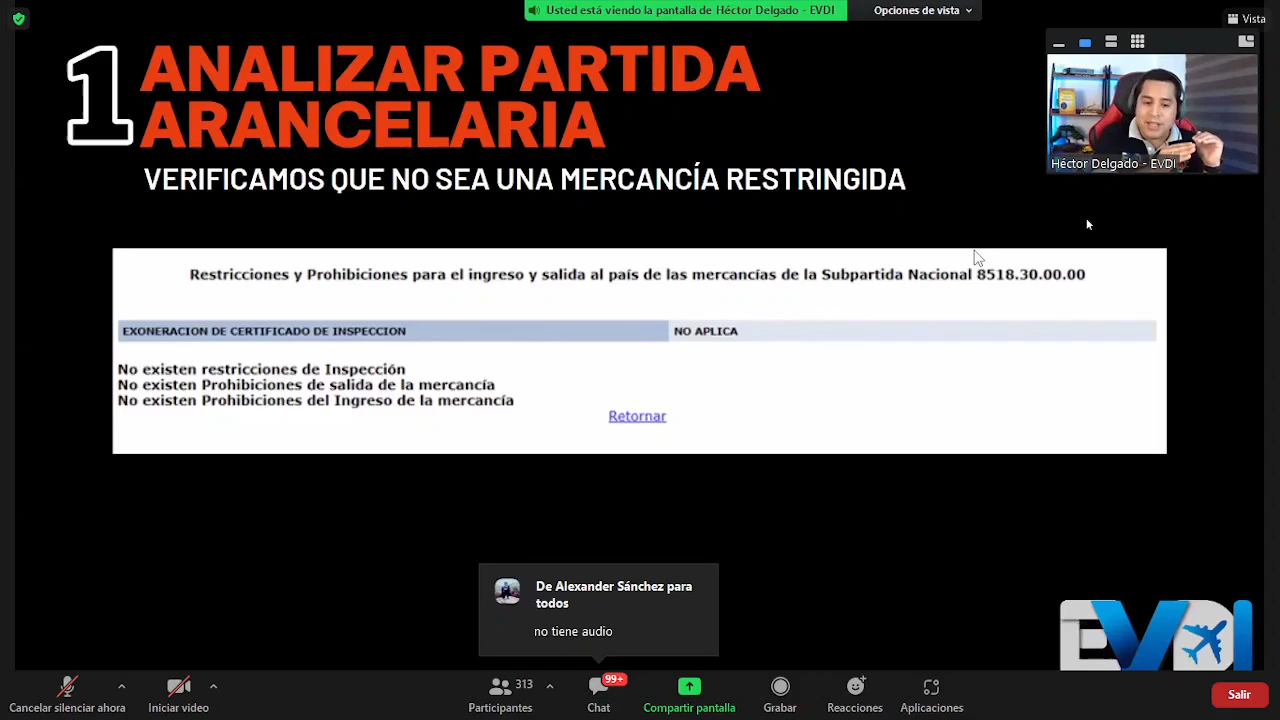 Usted está viendo la pantalla de Héctor Delgado - EVDI
Opciones de vista
Vista
1 ANALIZAR PARTIDA
ARANCELARIA
VERIFICAMOS QUE NO SEA UNA MERCANCÍA RESTRINGIDA
Héctor Delgado - EVDI
Restricciones y Prohibiciones para el ingreso y salida al país de las mercancías de la Subpartida Nacional 8518.30.00.00
EXONERACION DE CERTIFICADO DE INSPECCION NO APLICA
No existen restricciones de Inspección
No existen Prohibiciones de salida de la mercancía
No existen Prohibiciones del Ingreso de la mercancía
Retornar
De Alexander Sánchez para
todos
no tiene audio
EVDI
313
99+
Cancelar silenciar ahora
Iniciar video
Participantes
Chat
Compartir pantalla
Grabar
Reacciones
Aplicaciones
Salir